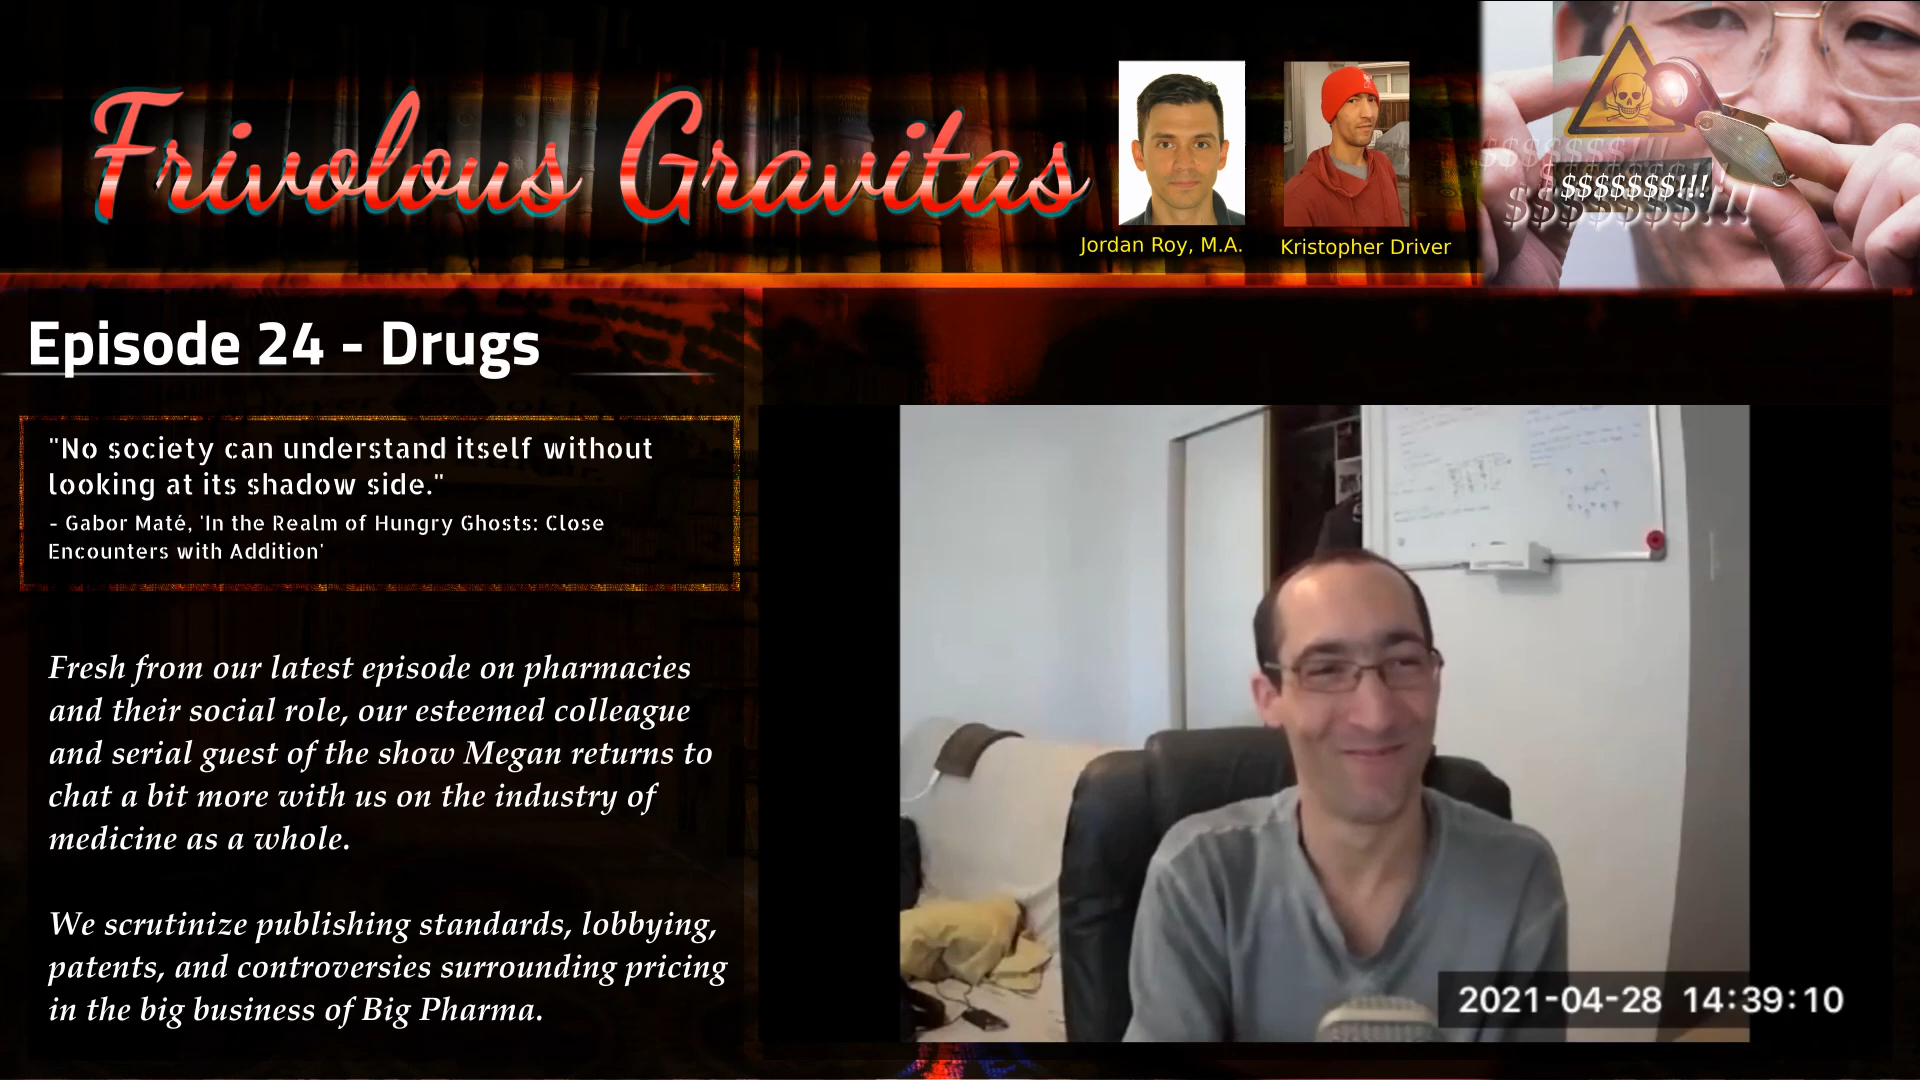 Frivolous Gravitas
Jordan Roy, M.A.
Kristopher Driver
$$$$$$$!!!
Episode 24 - Drugs
"No society can understand itself without
looking at its shadow side."
- Gabor Maté, 'In the Realm of Hungry Ghosts: Close
Encounters with Addition'
Fresh from our latest episode on pharmacies
and their social role, our esteemed colleague
and serial guest of the show Megan returns to
chat a bit more with us on the industry of
medicine as a whole.
We scrutinize publishing standards, lobbying,
patents, and controversies surrounding pricing
in the big business of Big Pharma.
2021-04-28 14:39:10